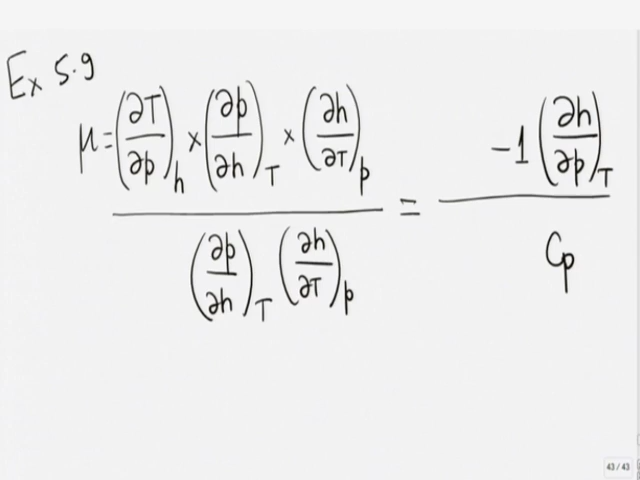 Ex 5.9
μ = (∂T/∂p)_h × (∂p/∂h)_T × (∂h/∂T)_p / (∂p/∂h)_T (∂h/∂T)_p = -1 (∂h/∂p)_T / Cp
43 / 43